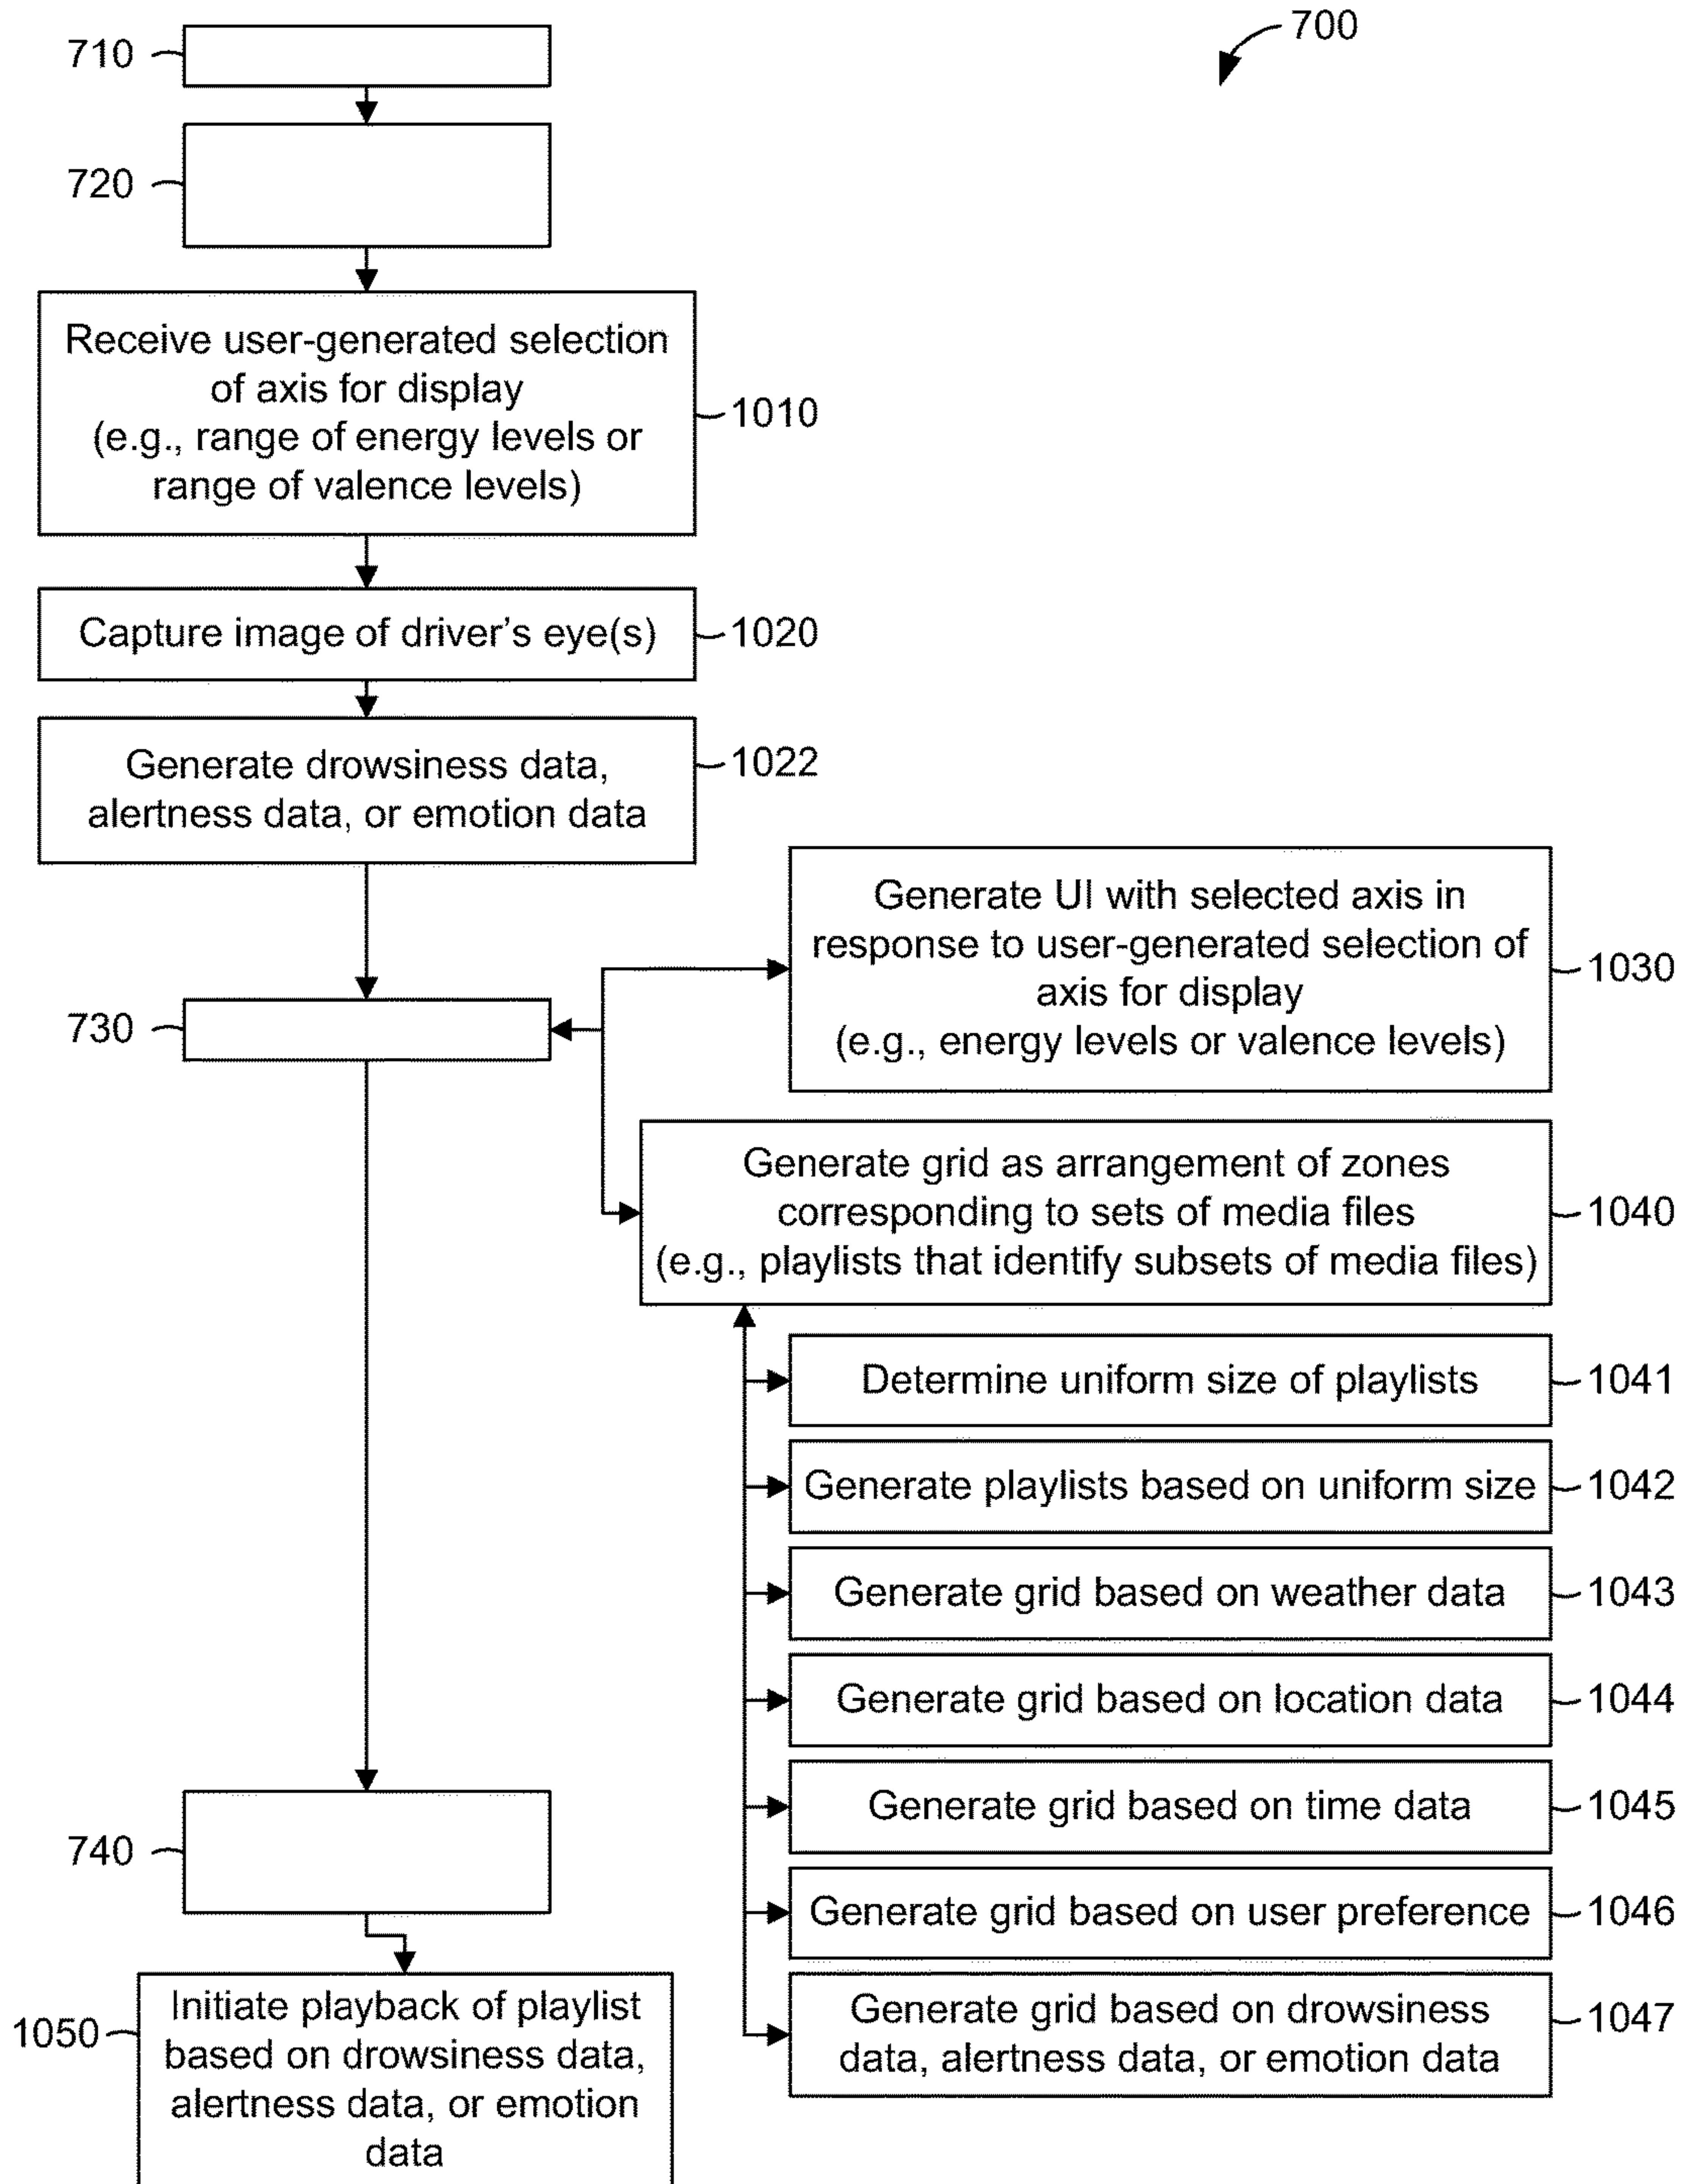 700
710
720
Receive user-generated selection
of axis for display
(e.g., range of energy levels or
range of valence levels)
1010
Capture image of driver's eye(s)
1020
Generate drowsiness data,
alertness data, or emotion data
1022
730
Generate UI with selected axis in
response to user-generated selection of
axis for display
(e.g., energy levels or valence levels)
1030
Generate grid as arrangement of zones
corresponding to sets of media files
(e.g., playlists that identify subsets of media files)
1040
Determine uniform size of playlists
1041
Generate playlists based on uniform size
1042
Generate grid based on weather data
1043
Generate grid based on location data
1044
Generate grid based on time data
1045
Generate grid based on user preference
1046
Generate grid based on drowsiness
data, alertness data, or emotion data
1047
740
1050
Initiate playback of playlist
based on drowsiness data,
alertness data, or emotion
data